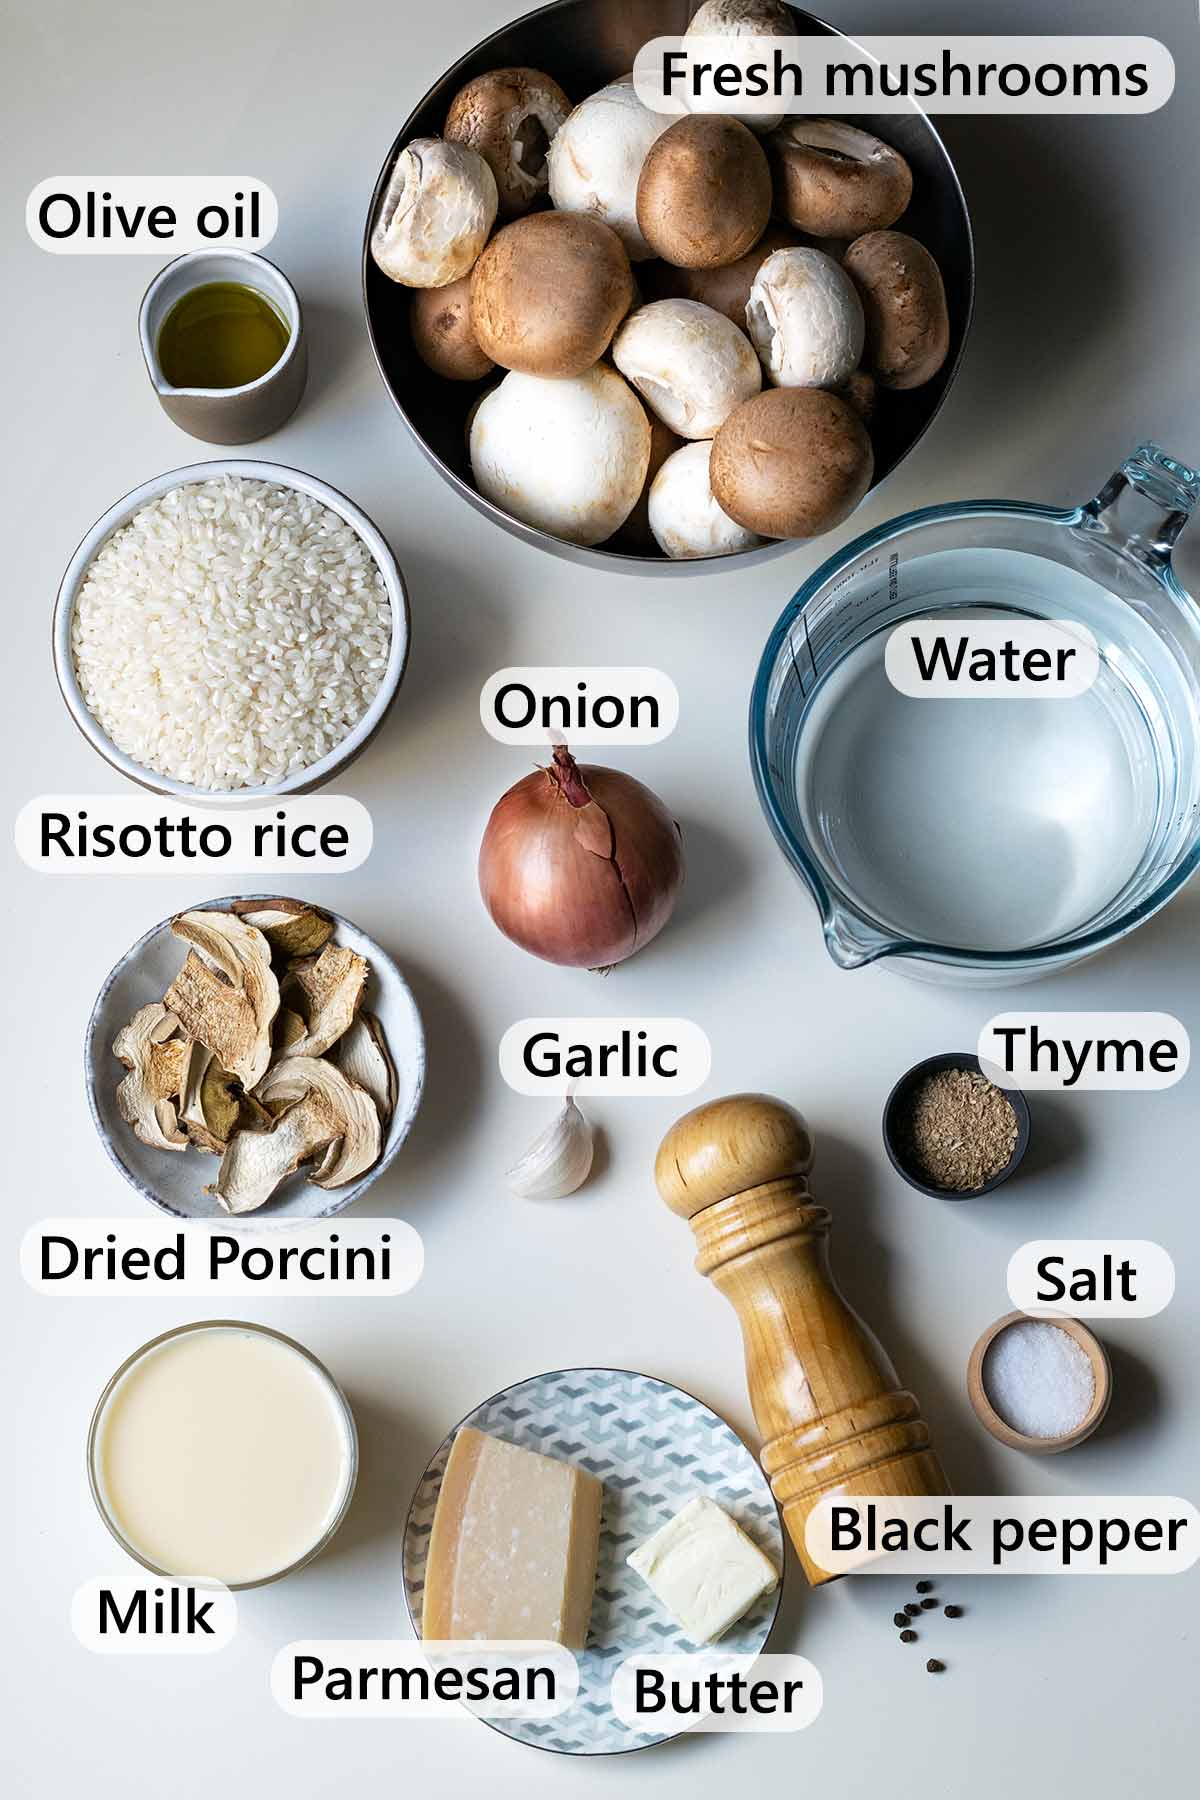 Fresh mushrooms
Olive oil
Water
Onion
Risotto rice
Garlic
Thyme
Dried Porcini
Salt
Black pepper
Milk
Parmesan
Butter